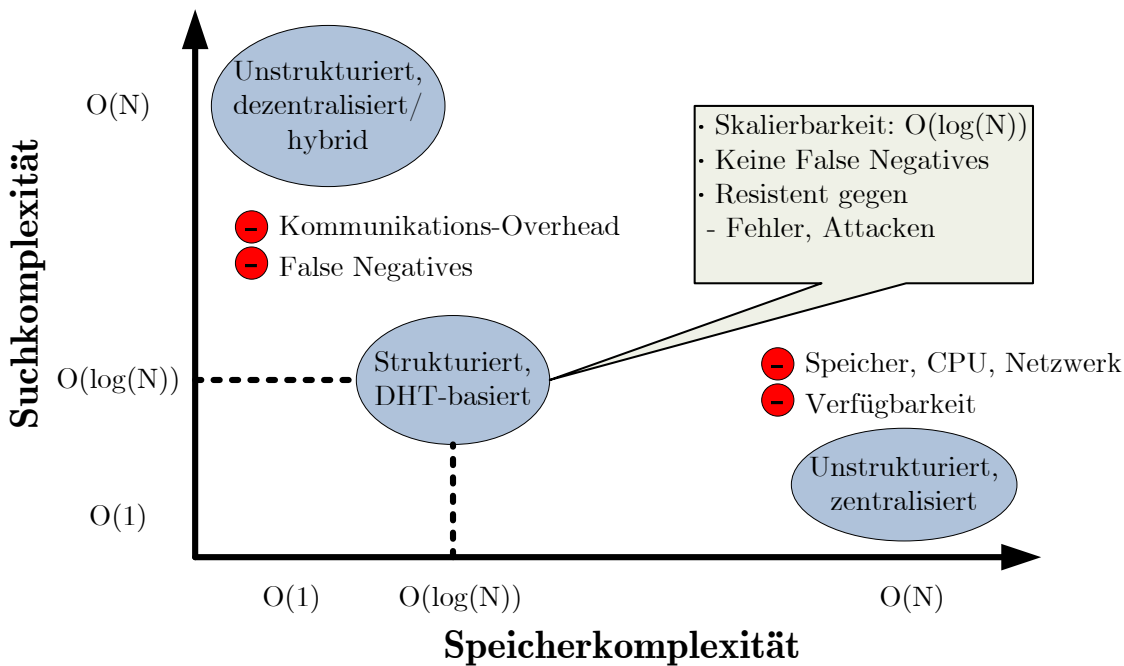 Unstrukturiert,
dezentralisiert/
hybrid
O(N)
· Skalierbarkeit: O(log(N))
· Keine False Negatives
· Resistent gegen
- Fehler, Attacken
Suchkomplexität
- Kommunikations-Overhead
- False Negatives
Strukturiert,
DHT-basiert
O(log(N))
- Speicher, CPU, Netzwerk
- Verfügbarkeit
Unstrukturiert,
zentralisiert
O(1)
O(1)
O(log(N))
O(N)
Speicherkomplexität